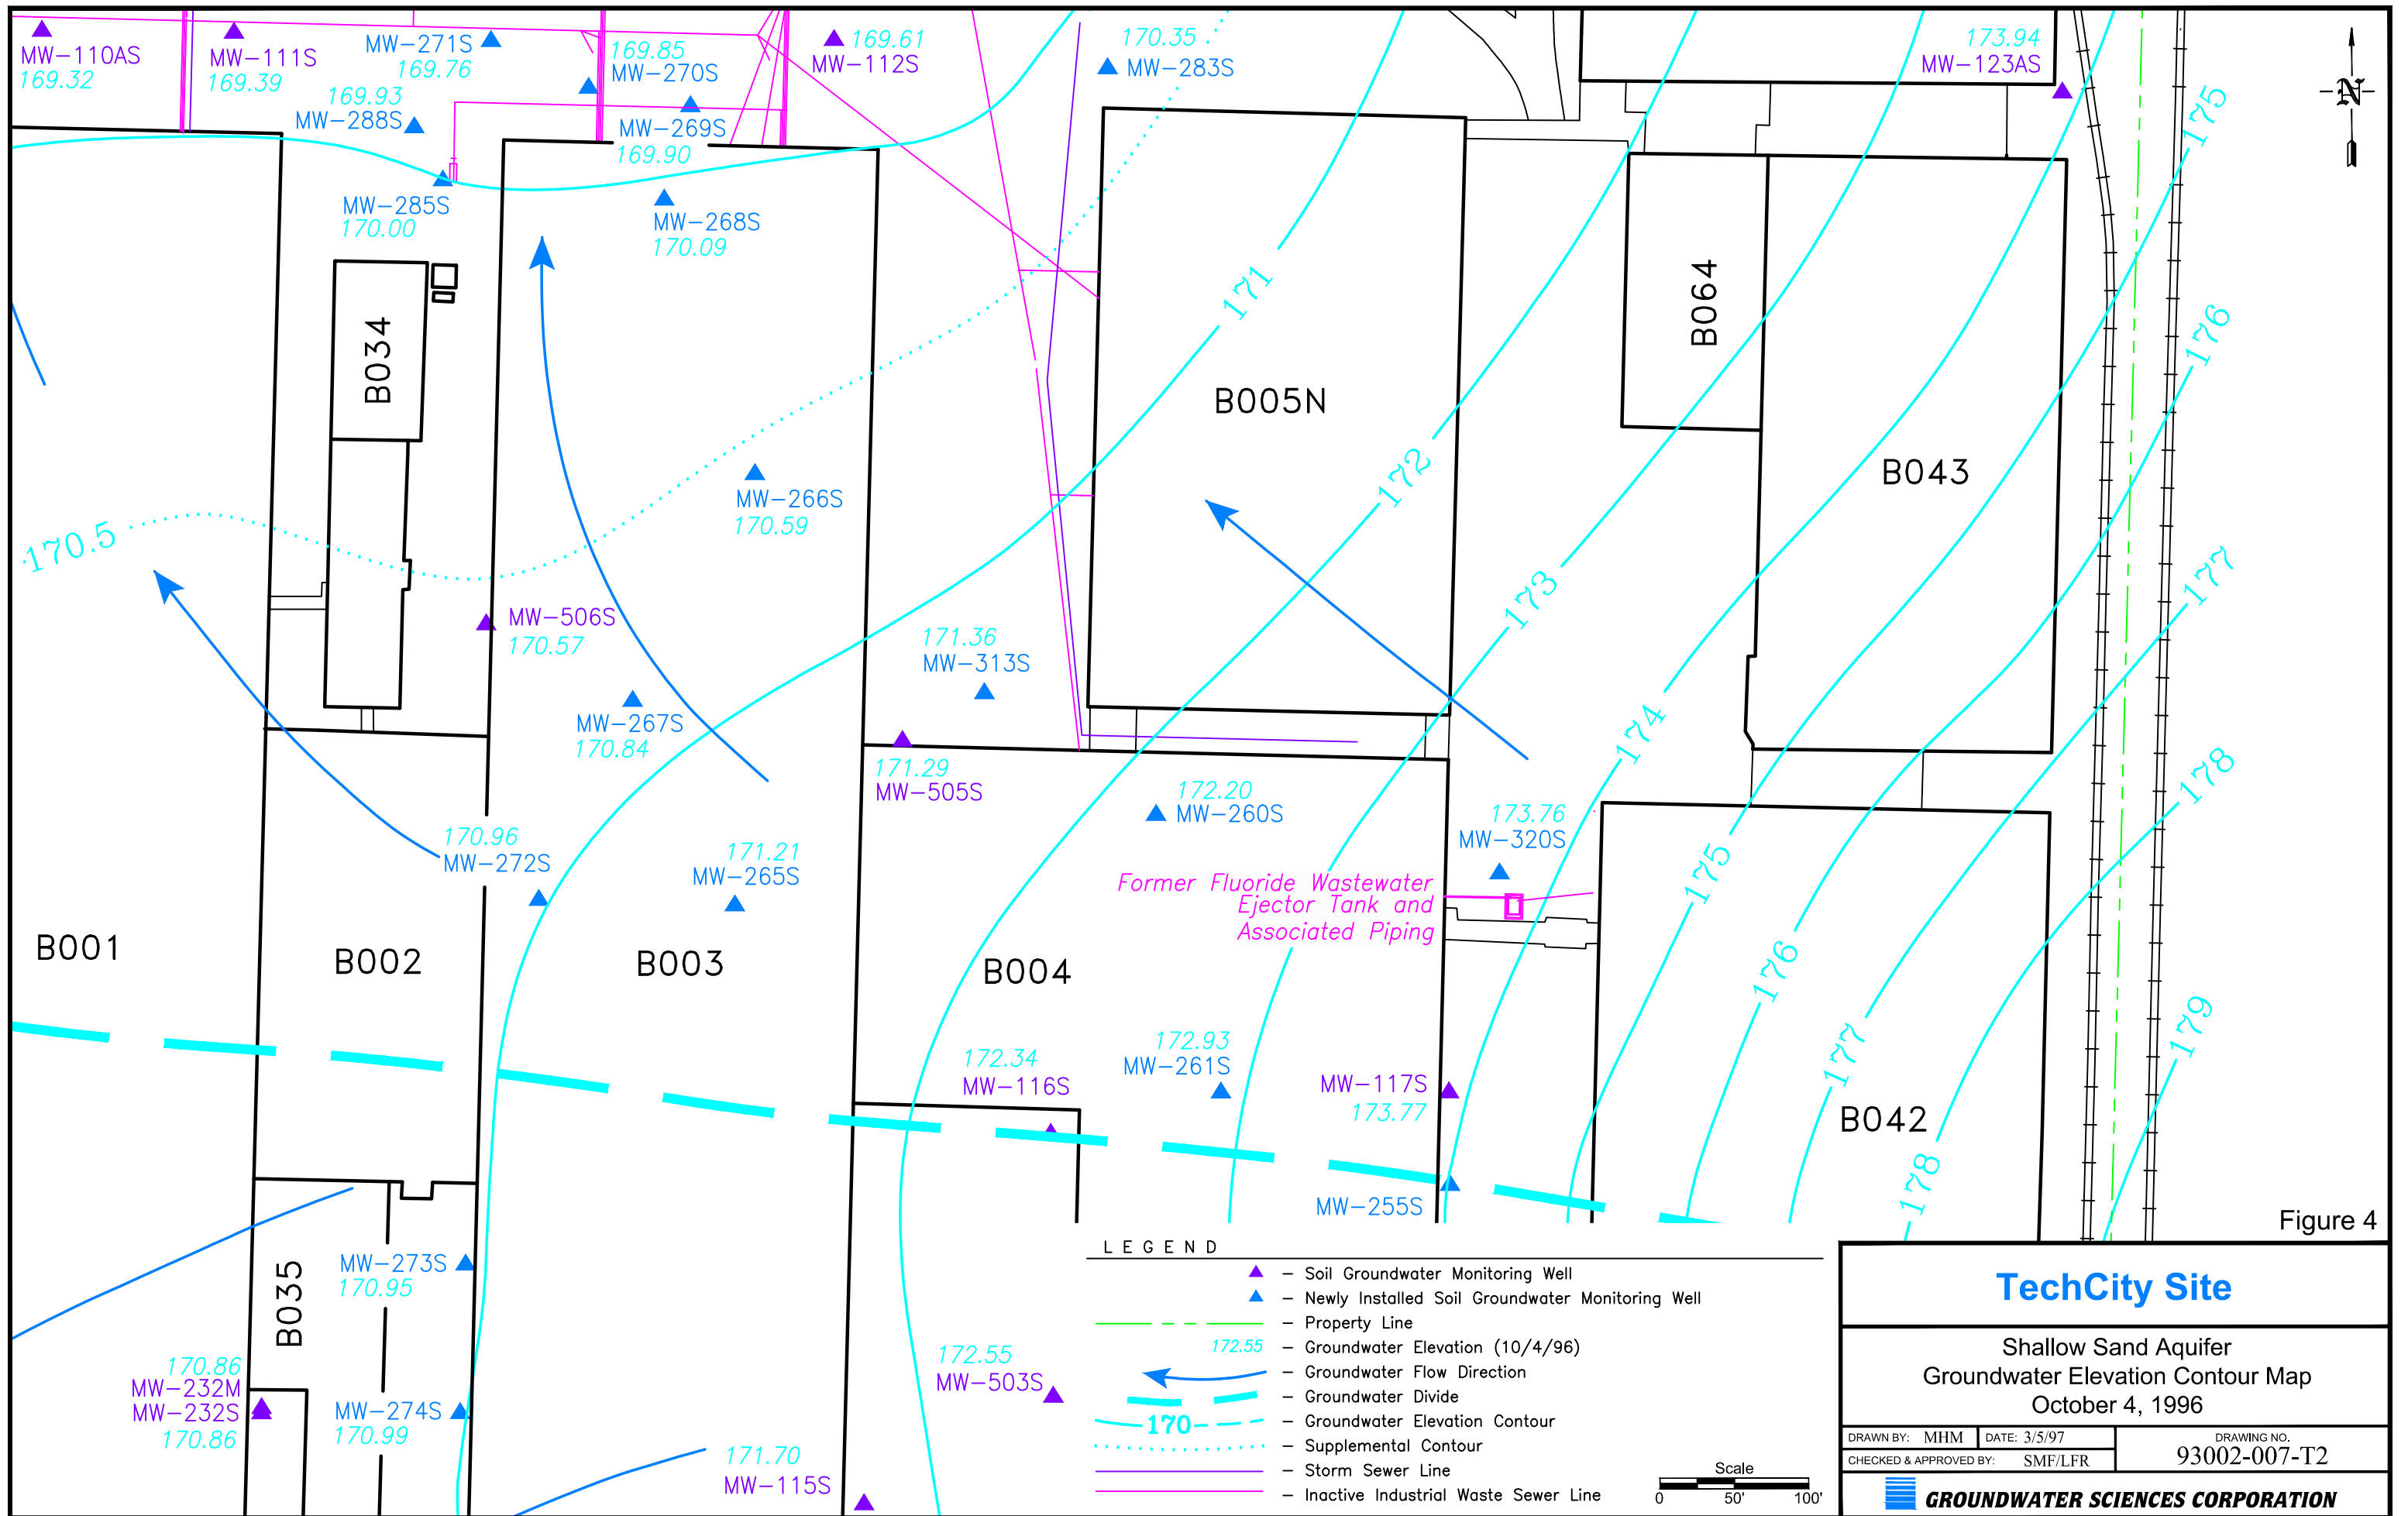 MW-110AS
169.32
MW-111S
169.39
MW-271S
169.76
169.93
MW-288S
169.85
MW-270S
MW-269S
169.90
169.61
MW-112S
170.35
MW-283S
173.94
MW-123AS
N
175
MW-285S
170.00
MW-268S
170.09
171
B064
176
B034
B005N
172
B043
MW-266S
170.59
170.5
173
177
MW-506S
170.57
171.36
MW-313S
MW-267S
170.84
174
178
171.29
MW-505S
172.20
MW-260S
173.76
MW-320S
170.96
MW-272S
171.21
MW-265S
175
Former Fluoride Wastewater
Ejector Tank and
Associated Piping
B001
B002
B003
B004
176
179
172.34
MW-116S
172.93
MW-261S
MW-117S
173.77
177
B042
178
MW-255S
MW-273S
170.95
B035
170.86
MW-232M
MW-232S
170.86
MW-274S
170.99
172.55
MW-503S
171.70
MW-115S
LEGEND
- Soil Groundwater Monitoring Well
- Newly Installed Soil Groundwater Monitoring Well
- Property Line
172.55 - Groundwater Elevation (10/4/96)
- Groundwater Flow Direction
- Groundwater Divide
170 - Groundwater Elevation Contour
- Supplemental Contour
- Storm Sewer Line
- Inactive Industrial Waste Sewer Line
Scale
0 50' 100'
Figure 4
TechCity Site
Shallow Sand Aquifer
Groundwater Elevation Contour Map
October 4, 1996
DRAWN BY: MHM DATE: 3/5/97 DRAWING NO.
CHECKED & APPROVED BY: SMF/LFR 93002-007-T2
GROUNDWATER SCIENCES CORPORATION